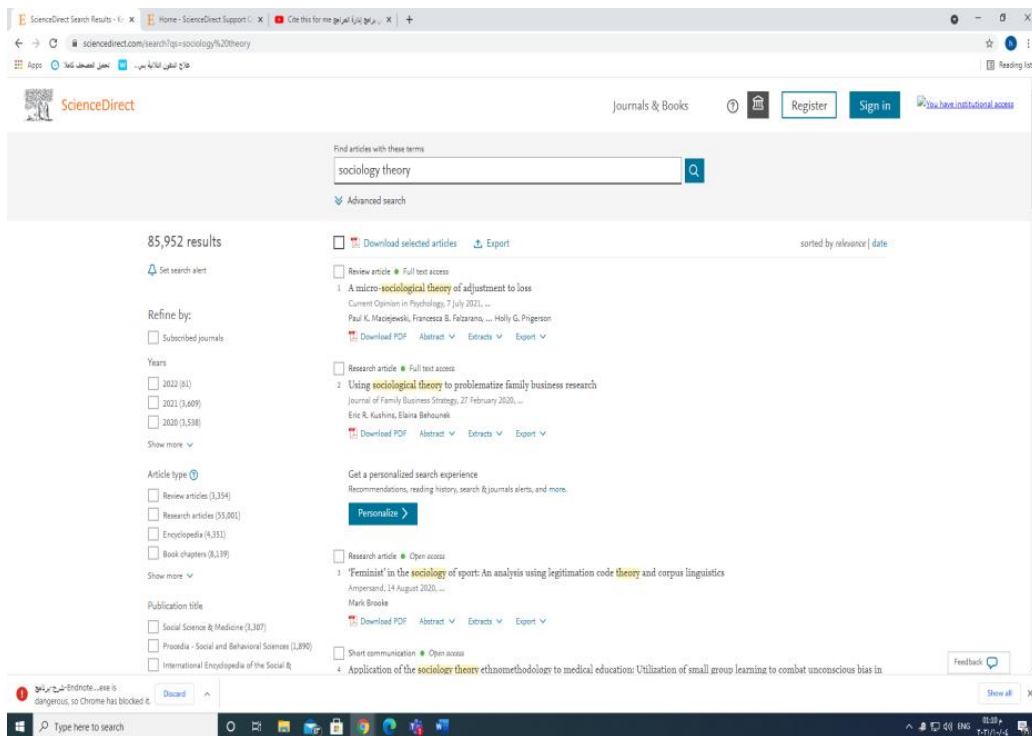 ScienceDirect Search Results - Ke
Home - ScienceDirect Support C
Cite this for me
sciencedirect.com/search?qs=sociology%20theory
Apps
Reading list
ScienceDirect
Journals & Books
Register
Sign in
You have institutional access
Find articles with these terms
sociology theory
Advanced search
85,952 results
Set search alert
Refine by:
Subscribed journals
Years
2022 (61)
2021 (3,609)
2020 (3,538)
Show more
Article type
Review articles (3,354)
Research articles (55,001)
Encyclopedia (4,351)
Book chapters (8,139)
Show more
Publication title
Social Science & Medicine (3,307)
Procedia - Social and Behavioral Sciences (1,890)
International Encyclopedia of the Social &
Download selected articles Export
sorted by relevance | date
Review article Full text access
1 A micro-sociological theory of adjustment to loss
Current Opinion in Psychology, 7 July 2021, ...
Paul K. Maciejewski, Francesca B. Falzarano, ... Holly G. Prigerson
Download PDF Abstract Extracts Export
Research article Full text access
2 Using sociological theory to problematize family business research
Journal of Family Business Strategy, 27 February 2020, ...
Eric R. Kushins, Elaina Behounek
Download PDF Abstract Extracts Export
Get a personalized search experience
Recommendations, reading history, search & journals alerts, and more.
Personalize
Research article Open access
3 'Feminist' in the sociology of sport: An analysis using legitimation code theory and corpus linguistics
Ampersand, 14 August 2020, ...
Mark Brooke
Download PDF Abstract Extracts Export
Short communication Open access
4 Application of the sociology theory ethnomethodology to medical education: Utilization of small group learning to combat unconscious bias in
Feedback
شرح-برنامج-Endnote...exe is
dangerous, so Chrome has blocked it.
Discard
Show all
Type here to search
ENG